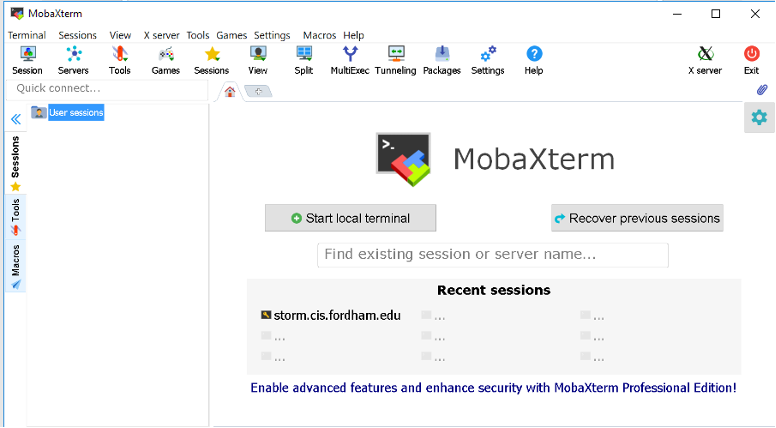 MobaXterm
Terminal Sessions View X server Tools Games Settings Macros Help
Session Servers Tools Games Sessions View Split MultiExec Tunneling Packages Settings Help X server Exit
Quick connect...
User sessions
Sessions
Tools
Macros
>_
MobaXterm
Start local terminal Recover previous sessions
Find existing session or server name...
Recent sessions
storm.cis.fordham.edu ... ...
... ... ...
... ... ...
Enable advanced features and enhance security with MobaXterm Professional Edition!